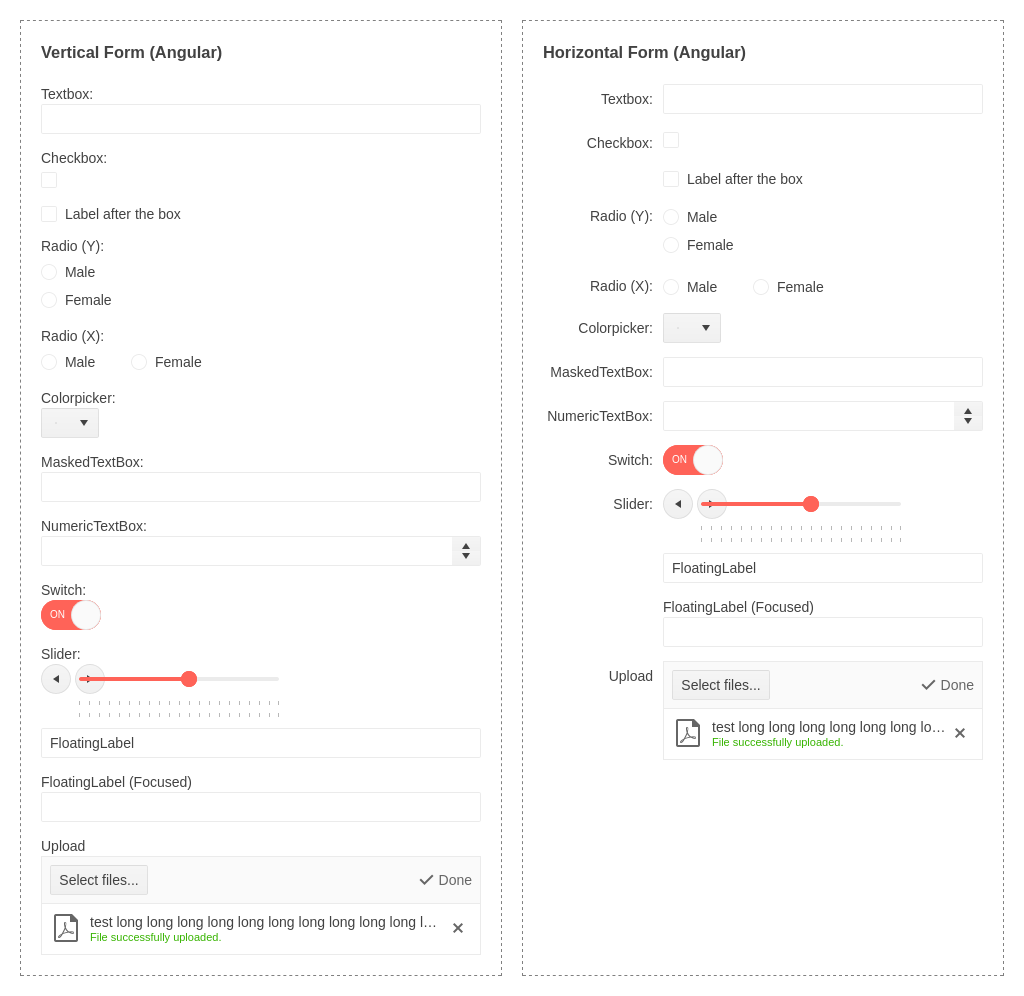 Vertical Form (Angular)
Textbox:
Checkbox:
Label after the box
Radio (Y):
Male
Female
Radio (X):
Male Female
Colorpicker:
MaskedTextBox:
NumericTextBox:
Switch:
ON
Slider:
FloatingLabel
FloatingLabel (Focused)
Upload
Select files... Done
test long long long long long long long long long long l...
File successfully uploaded.
Horizontal Form (Angular)
Textbox:
Checkbox:
Label after the box
Radio (Y): Male
Female
Radio (X): Male Female
Colorpicker:
MaskedTextBox:
NumericTextBox:
Switch: ON
Slider:
FloatingLabel
FloatingLabel (Focused)
Upload Select files... Done
test long long long long long long lo...
File successfully uploaded.